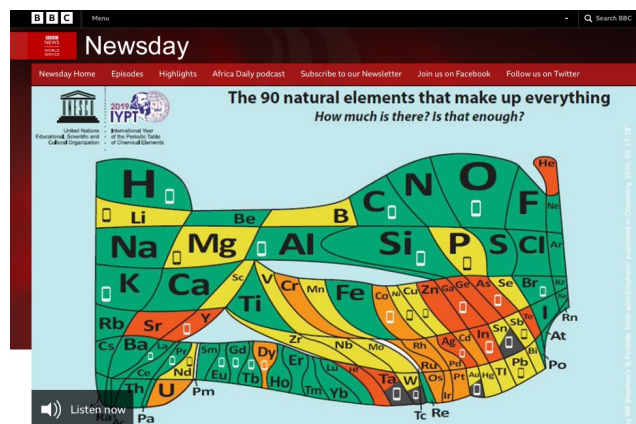 BBC
Menu
Search BBC
BBC
NEWS
WORLD
SERVICE
Newsday
Newsday Home Episodes Highlights Africa Daily podcast Subscribe to our Newsletter Join us on Facebook Follow us on Twitter
The 90 natural elements that make up everything
How much is there? Is that enough?
UNESCO
United Nations
Educational, Scientific and
Cultural Organization
2019
IYPT
International Year
of the Periodic Table
of Chemical Elements
H He
Li Be B C N O F Ne
Na Mg Al Si P S Cl Ar
K Ca Sc Ti V Cr Mn Fe Co Ni Cu Zn Ga Ge As Se Br Kr
Rb Sr Y Zr Nb Mo Rh Ru Pd Ag Cd In Sn Sb Te I Xe
Cs Ba La Ce Pr Nd Pm Sm Eu Gd Tb Dy Ho Er Tm Yb Lu Hf Ta W Re Os Ir Pt Au Hg Tl Pb Bi Po At Rn
Ra Ac Th Pa U Tc
Listen now